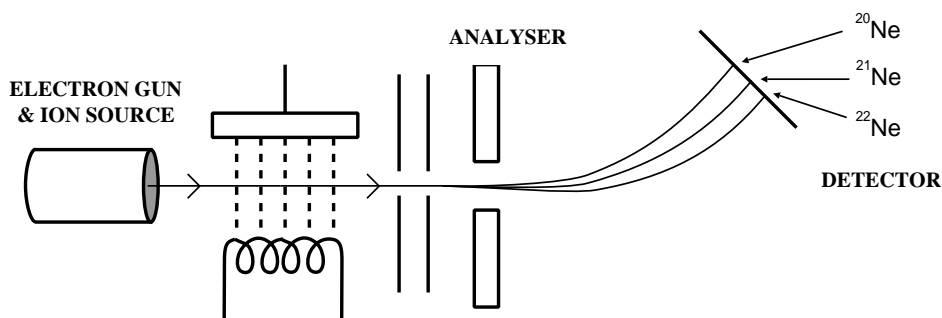 ELECTRON GUN
& ION SOURCE
ANALYSER
²⁰Ne
²¹Ne
²²Ne
DETECTOR